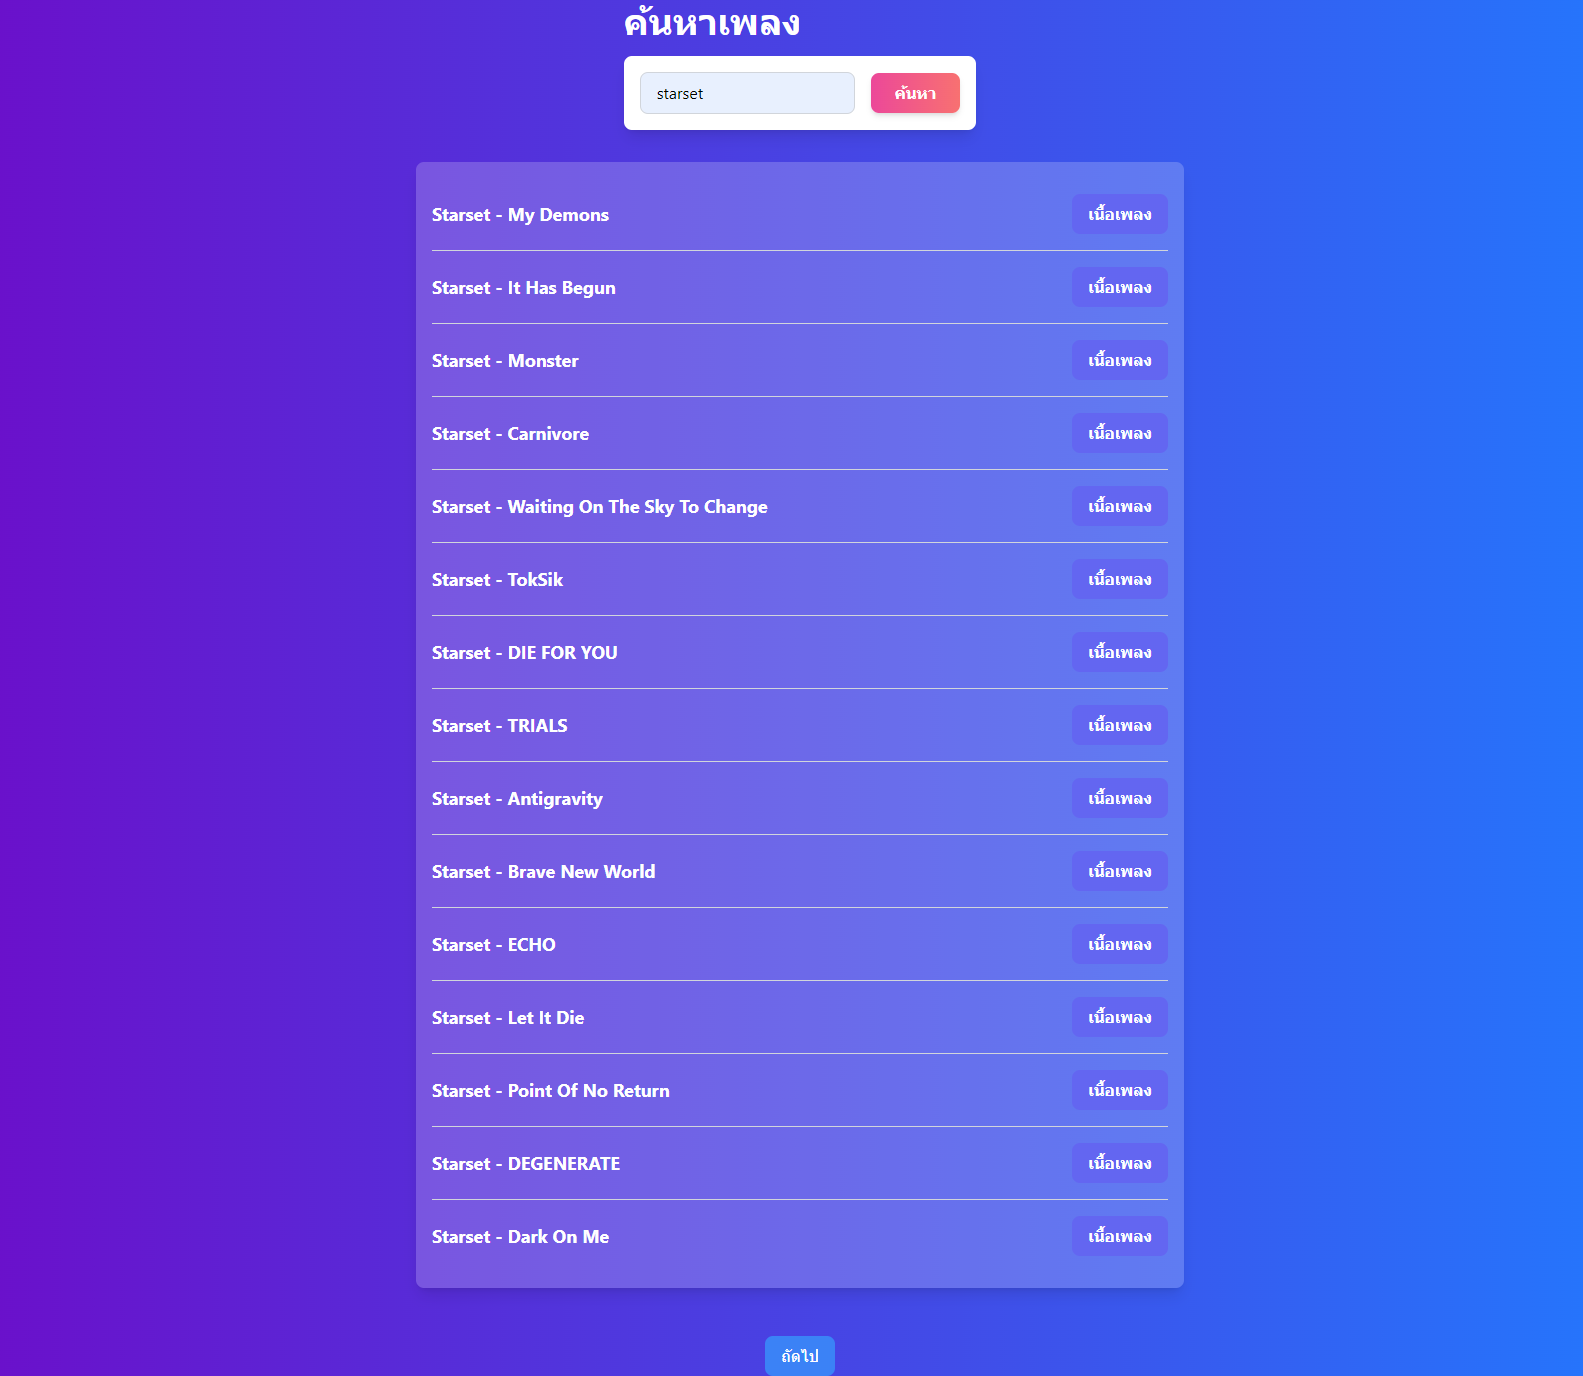 ค้นหาเพลง
starset ค้นหา
Starset - My Demons เนื้อเพลง
Starset - It Has Begun เนื้อเพลง
Starset - Monster เนื้อเพลง
Starset - Carnivore เนื้อเพลง
Starset - Waiting On The Sky To Change เนื้อเพลง
Starset - TokSik เนื้อเพลง
Starset - DIE FOR YOU เนื้อเพลง
Starset - TRIALS เนื้อเพลง
Starset - Antigravity เนื้อเพลง
Starset - Brave New World เนื้อเพลง
Starset - ECHO เนื้อเพลง
Starset - Let It Die เนื้อเพลง
Starset - Point Of No Return เนื้อเพลง
Starset - DEGENERATE เนื้อเพลง
Starset - Dark On Me เนื้อเพลง
ถัดไป